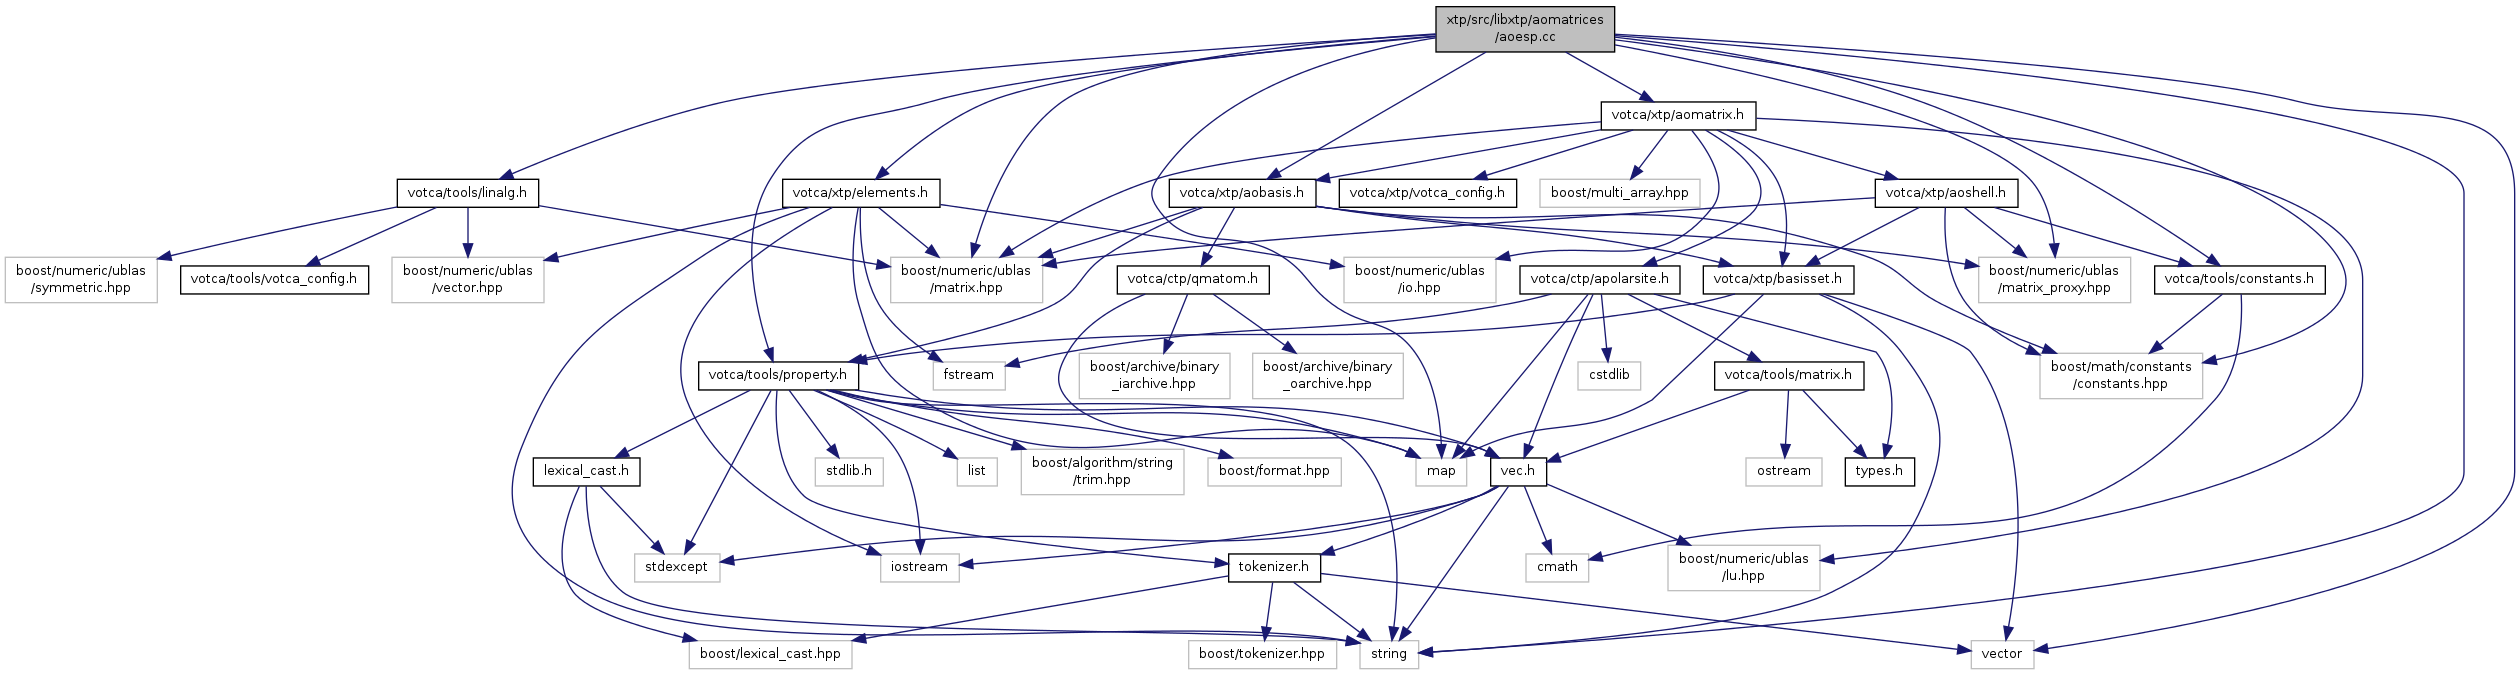 xtp/src/libxtp/aomatrices
/aoesp.cc
votca/xtp/aomatrix.h
votca/tools/linalg.h
votca/xtp/elements.h
votca/xtp/aobasis.h
votca/xtp/votca_config.h
boost/multi_array.hpp
votca/xtp/aoshell.h
boost/numeric/ublas
/symmetric.hpp
votca/tools/votca_config.h
boost/numeric/ublas
/vector.hpp
boost/numeric/ublas
/matrix.hpp
votca/ctp/qmatom.h
boost/numeric/ublas
/io.hpp
votca/ctp/apolarsite.h
votca/xtp/basisset.h
boost/numeric/ublas
/matrix_proxy.hpp
votca/tools/constants.h
votca/tools/property.h
fstream
boost/archive/binary
_iarchive.hpp
boost/archive/binary
_oarchive.hpp
cstdlib
votca/tools/matrix.h
boost/math/constants
/constants.hpp
lexical_cast.h
stdlib.h
list
boost/algorithm/string
/trim.hpp
boost/format.hpp
map
vec.h
ostream
types.h
stdexcept
iostream
tokenizer.h
cmath
boost/numeric/ublas
/lu.hpp
boost/lexical_cast.hpp
boost/tokenizer.hpp
string
vector